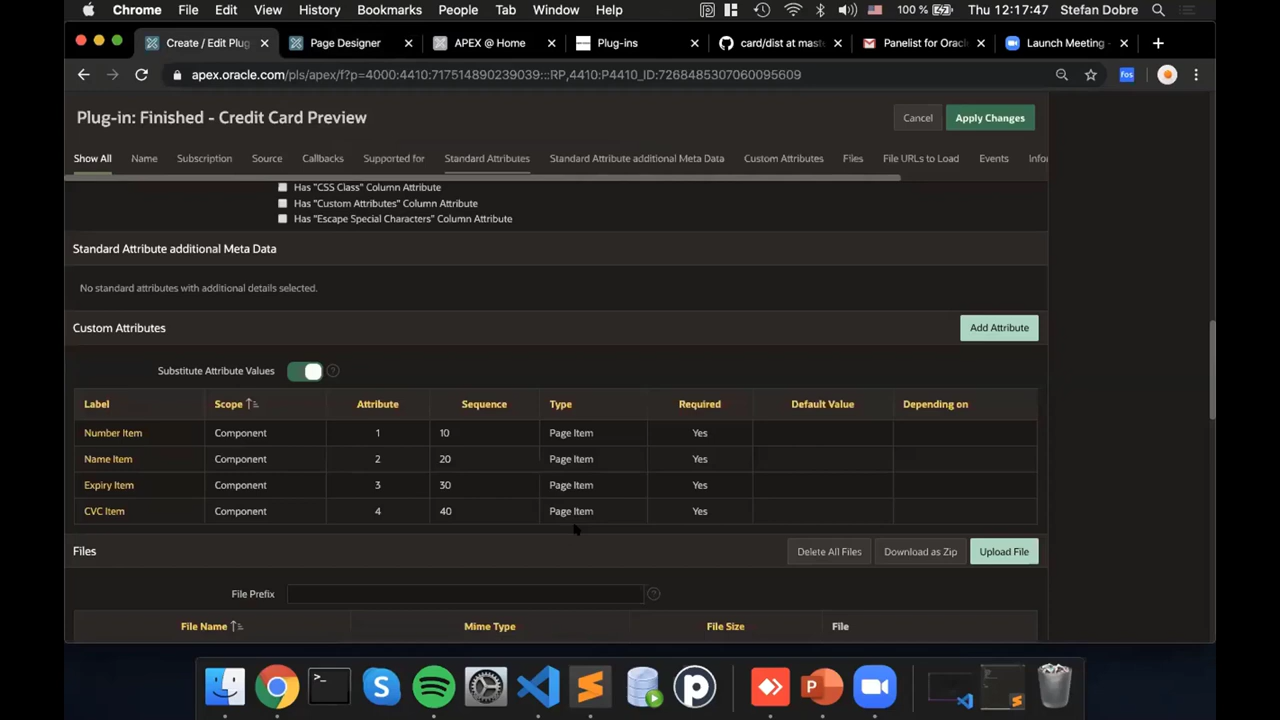 Chrome File Edit View History Bookmarks People Tab Window Help 100 % Thu 12:17:47 Stefan Dobre
Create / Edit Plug Page Designer APEX @ Home Plug-ins card/dist at mast Panelist for Oracl Launch Meeting -
apex.oracle.com/pls/apex/f?p=4000:4410:717514890239039:::RP,4410:P4410_ID:7268485307060095609 fos
Plug-in: Finished - Credit Card Preview Cancel Apply Changes
Show All Name Subscription Source Callbacks Supported for Standard Attributes Standard Attribute additional Meta Data Custom Attributes Files File URLs to Load Events Infor
Has "CSS Class" Column Attribute
Has "Custom Attributes" Column Attribute
Has "Escape Special Characters" Column Attribute
Standard Attribute additional Meta Data
No standard attributes with additional details selected.
Custom Attributes Add Attribute
Substitute Attribute Values ?
Label Scope Attribute Sequence Type Required Default Value Depending on
Number Item Component 1 10 Page Item Yes
Name Item Component 2 20 Page Item Yes
Expiry Item Component 3 30 Page Item Yes
CVC Item Component 4 40 Page Item Yes
Files Delete All Files Download as Zip Upload File
File Prefix ?
File Name Mime Type File Size File